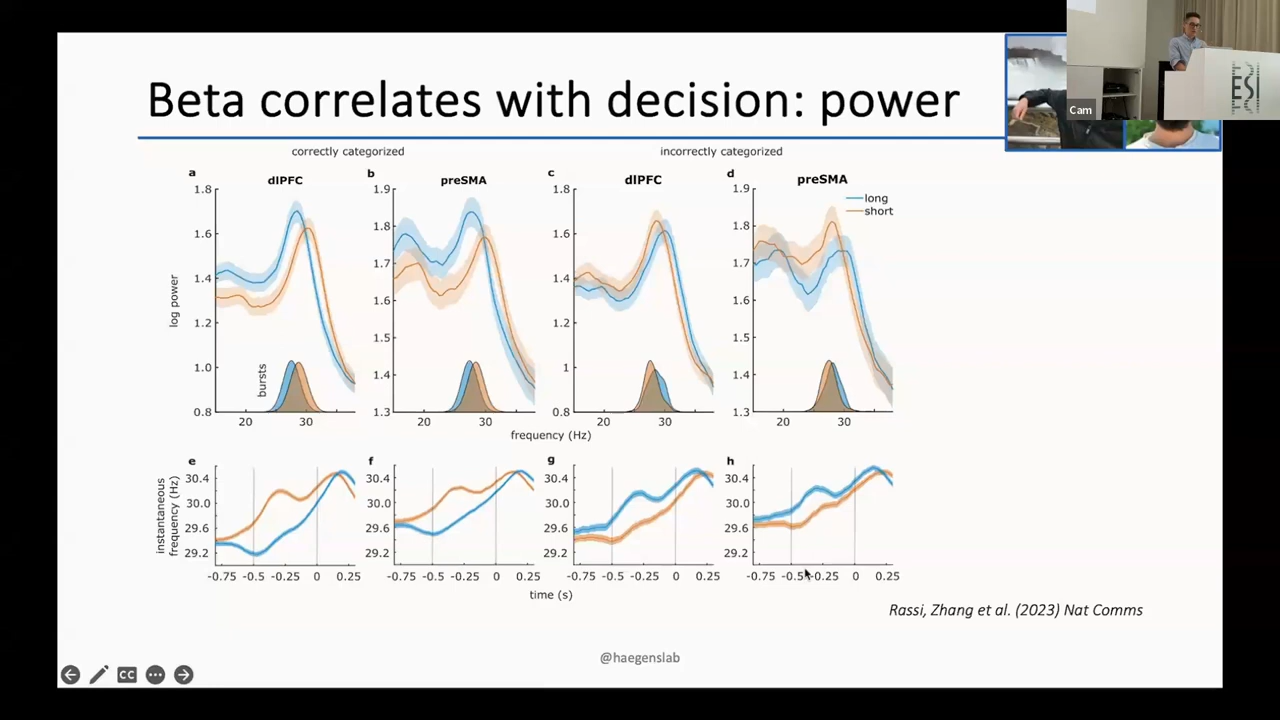 Beta correlates with decision: power
Cam
ESI
correctly categorized
incorrectly categorized
a dlPFC
b preSMA
c dlPFC
d preSMA
long
short
log power
1.8
1.6
1.4
1.2
1.0
0.8
bursts
20 30
1.9
1.8
1.7
1.6
1.5
1.4
1.3
20 30
1.8
1.6
1.4
1.2
1
0.8
20 30
1.9
1.8
1.7
1.6
1.5
1.4
1.3
20 30
frequency (Hz)
e
f
g
h
instantaneous
frequency (Hz)
30.4
30.0
29.6
29.2
-0.75 -0.5 -0.25 0 0.25
30.4
30.0
29.6
29.2
-0.75 -0.5 -0.25 0 0.25
30.4
30.0
29.6
29.2
-0.75 -0.5 -0.25 0 0.25
30.4
30.0
29.6
29.2
-0.75 -0.5 -0.25 0 0.25
time (s)
Rassi, Zhang et al. (2023) Nat Comms
@haegenslab
CC